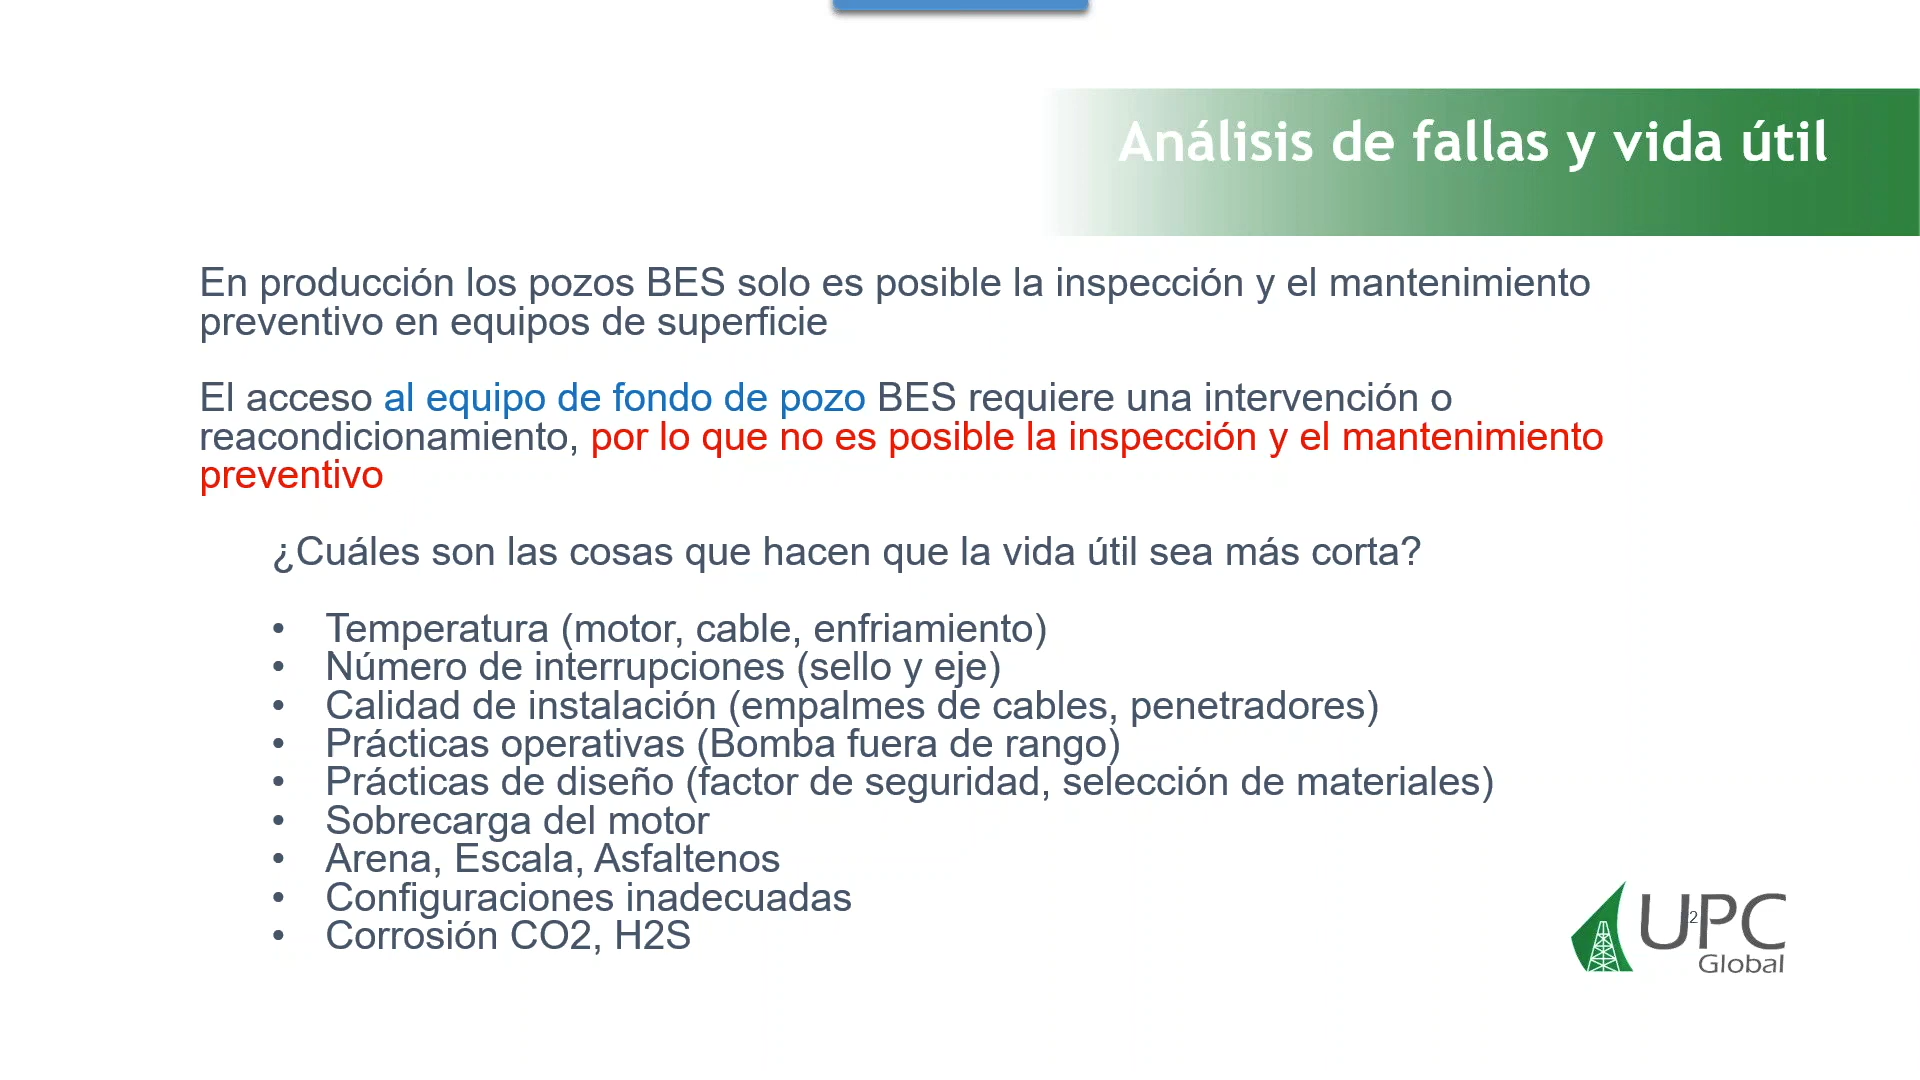 Análisis de fallas y vida útil
En producción los pozos BES solo es posible la inspección y el mantenimiento
preventivo en equipos de superficie
El acceso al equipo de fondo de pozo BES requiere una intervención o
reacondicionamiento, por lo que no es posible la inspección y el mantenimiento
preventivo
¿Cuáles son las cosas que hacen que la vida útil sea más corta?
• Temperatura (motor, cable, enfriamiento)
• Número de interrupciones (sello y eje)
• Calidad de instalación (empalmes de cables, penetradores)
• Prácticas operativas (Bomba fuera de rango)
• Prácticas de diseño (factor de seguridad, selección de materiales)
• Sobrecarga del motor
• Arena, Escala, Asfaltenos
• Configuraciones inadecuadas
• Corrosión CO2, H2S
UPC
2
Global